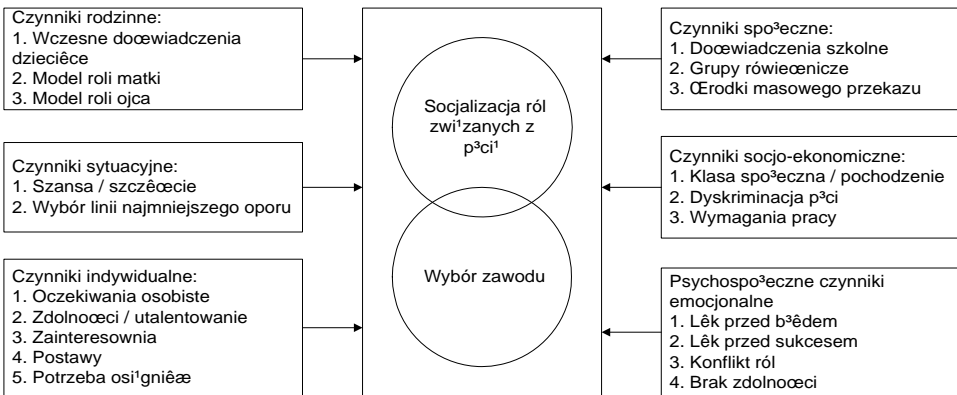 Czynniki rodzinne:
1. Wczesne doœwiadczenia
dzieciêce
2. Model roli matki
3. Model roli ojca
Czynniki sytuacyjne:
1. Szansa / szczêœcie
2. Wybór linii najmniejszego oporu
Czynniki indywidualne:
1. Oczekiwania osobiste
2. Zdolnoœci / utalentowanie
3. Zainteresownia
4. Postawy
5. Potrzeba osi¹gniêæ
Socjalizacja ról
zwi¹zanych z
p³ci¹
Wybór zawodu
Czynniki spo³eczne:
1. Doœwiadczenia szkolne
2. Grupy rówieœnicze
3. Œrodki masowego przekazu
Czynniki socjo-ekonomiczne:
1. Klasa spo³eczna / pochodzenie
2. Dyskriminacja p³ci
3. Wymagania pracy
Psychospo³eczne czynniki
emocjonalne
1. Lêk przed b³êdem
2. Lêk przed sukcesem
3. Konflikt ról
4. Brak zdolnoœci